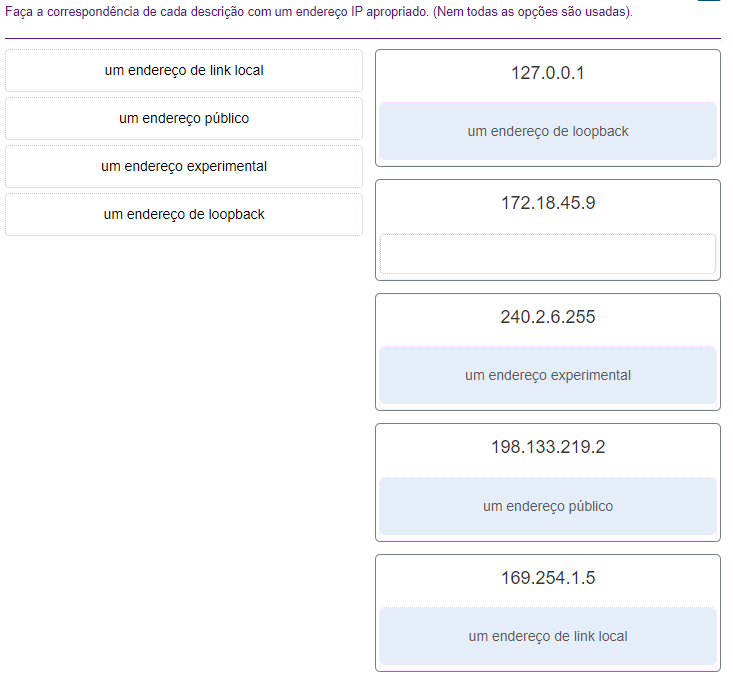 Faça a correspondência de cada descrição com um endereço IP apropriado. (Nem todas as opções são usadas).
um endereço de link local
um endereço público
um endereço experimental
um endereço de loopback
127.0.0.1
um endereço de loopback
172.18.45.9
240.2.6.255
um endereço experimental
198.133.219.2
um endereço público
169.254.1.5
um endereço de link local